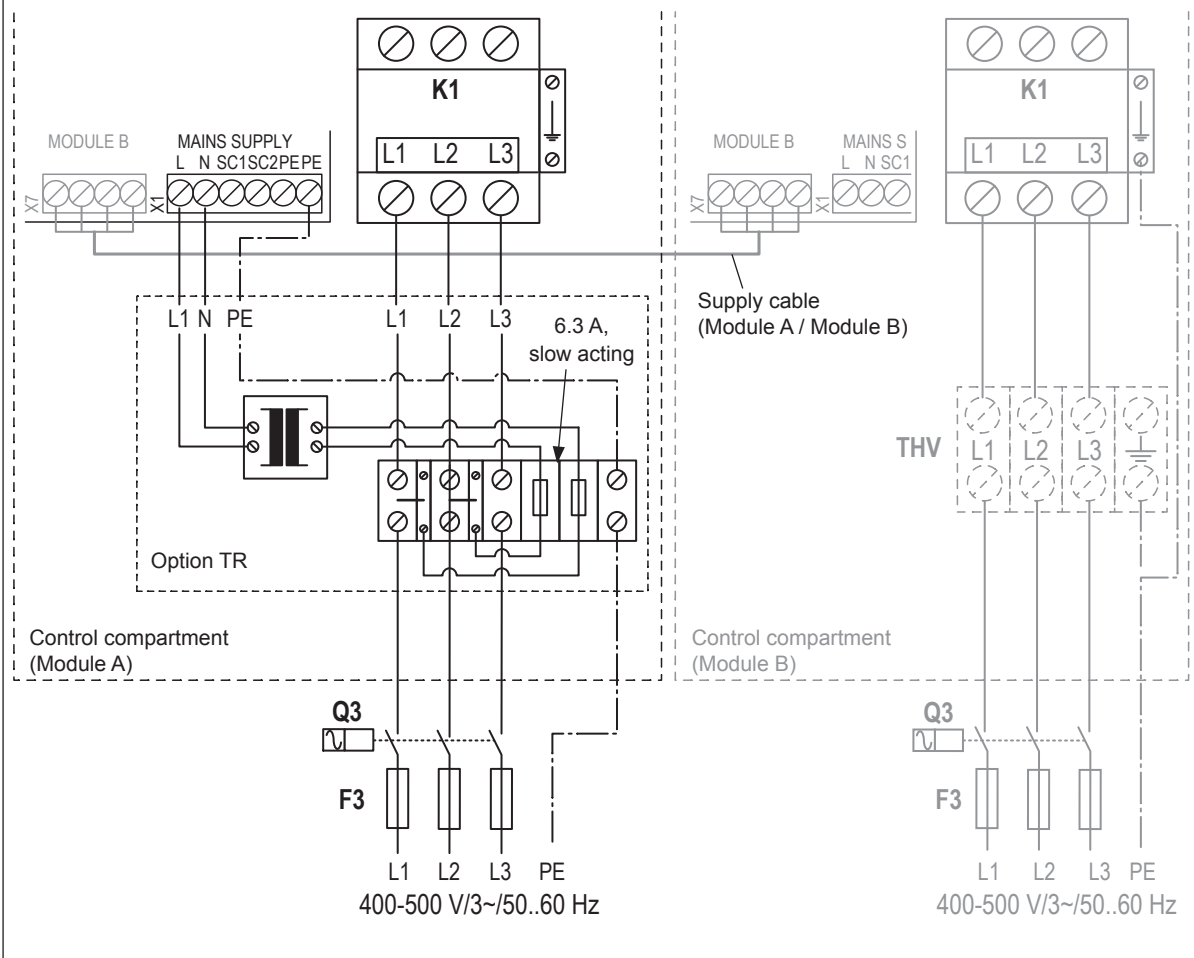 K1
MODULE B
MAINS SUPPLY
L N SC1SC2PEPE
X7
X1
L1 L2 L3
L1 N PE
L1 L2 L3
6.3 A,
slow acting
Option TR
Control compartment
(Module A)
Q3
F3
L1 L2 L3 PE
400-500 V/3~/50..60 Hz
Supply cable
(Module A / Module B)
K1
MODULE B
MAINS S
L N SC1
X7
X1
L1 L2 L3
THV
L1 L2 L3
Control compartment
(Module B)
Q3
F3
L1 L2 L3 PE
400-500 V/3~/50..60 Hz